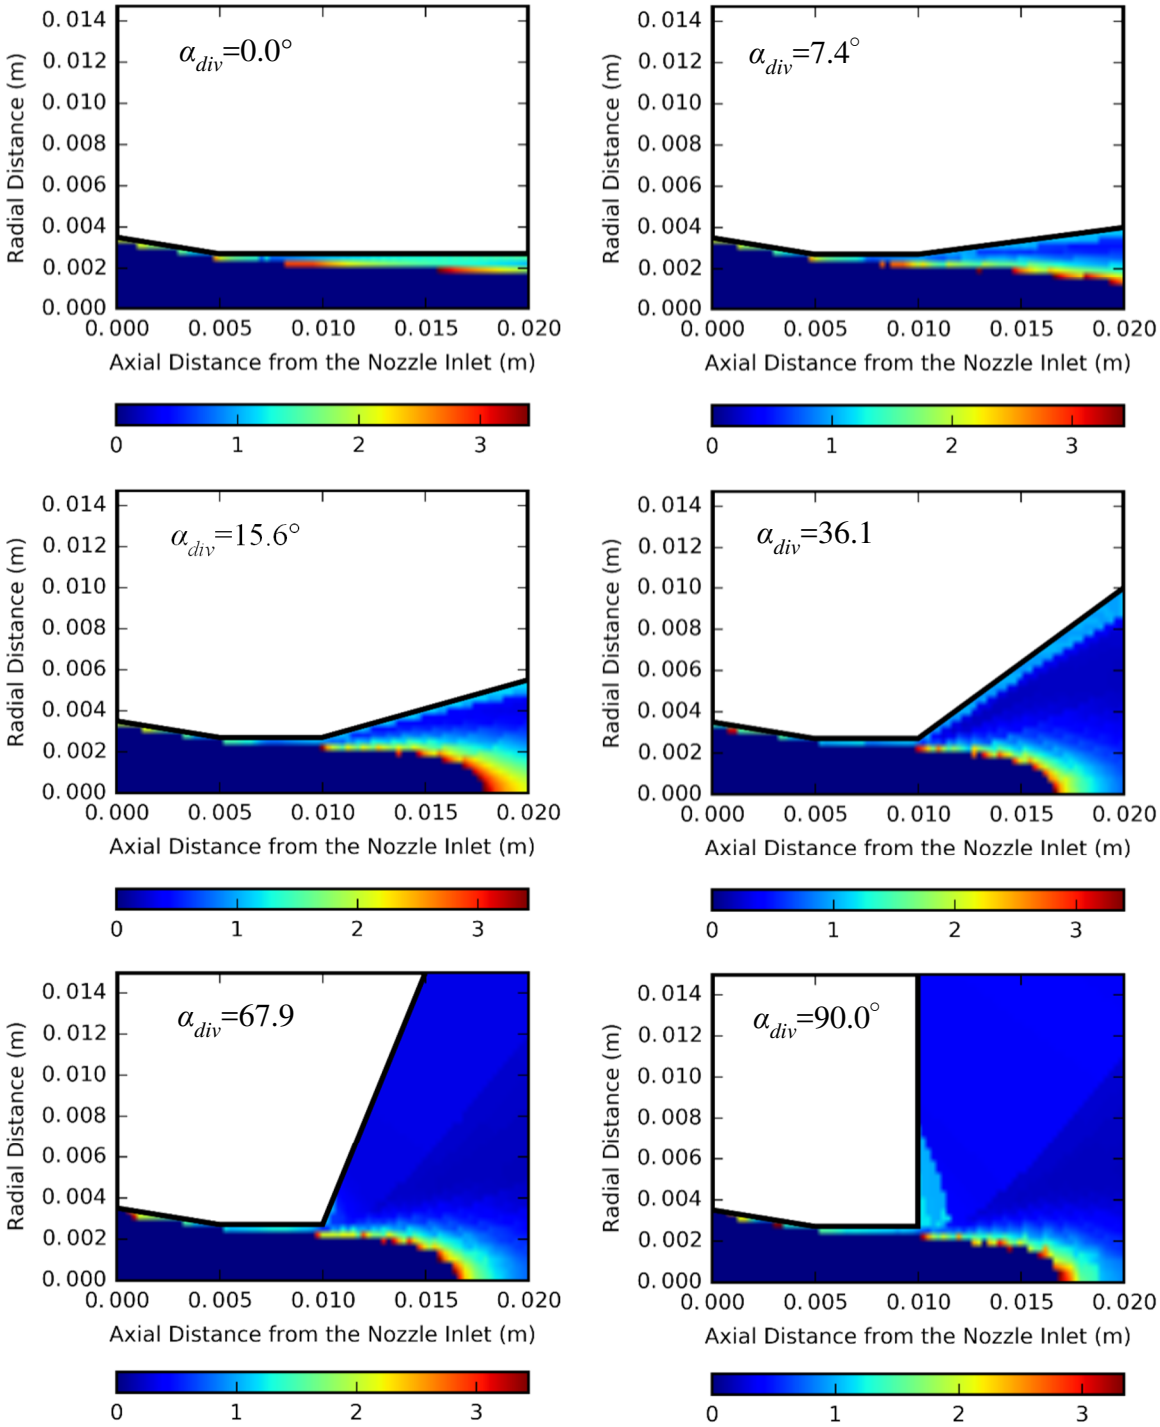 0.014
0.012
0.010
0.008
0.006
0.004
0.002
0.000
Radial Distance (m)
α_div=0.0°
0.000 0.005 0.010 0.015 0.020
Axial Distance from the Nozzle Inlet (m)
0 1 2 3
0.014
0.012
0.010
0.008
0.006
0.004
0.002
0.000
Radial Distance (m)
α_div=7.4°
0.000 0.005 0.010 0.015 0.020
Axial Distance from the Nozzle Inlet (m)
0 1 2 3
0.014
0.012
0.010
0.008
0.006
0.004
0.002
0.000
Radial Distance (m)
α_div=15.6°
0.000 0.005 0.010 0.015 0.020
Axial Distance from the Nozzle Inlet (m)
0 1 2 3
0.014
0.012
0.010
0.008
0.006
0.004
0.002
0.000
Radial Distance (m)
α_div=36.1
0.000 0.005 0.010 0.015 0.020
Axial Distance from the Nozzle Inlet (m)
0 1 2 3
0.014
0.012
0.010
0.008
0.006
0.004
0.002
0.000
Radial Distance (m)
α_div=67.9
0.000 0.005 0.010 0.015 0.020
Axial Distance from the Nozzle Inlet (m)
0 1 2 3
0.014
0.012
0.010
0.008
0.006
0.004
0.002
0.000
Radial Distance (m)
α_div=90.0°
0.000 0.005 0.010 0.015 0.020
Axial Distance from the Nozzle Inlet (m)
0 1 2 3